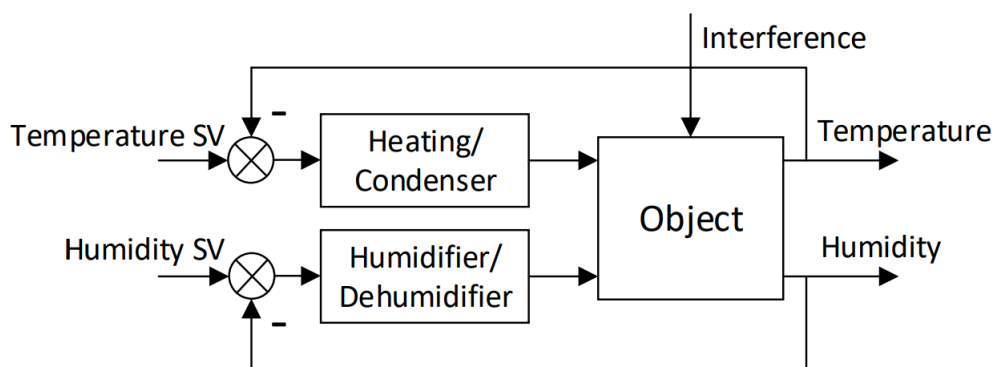 Interference
-
Temperature SV
Heating/
Condenser
Temperature
Object
Humidity SV
Humidifier/
Dehumidifier
Humidity
-